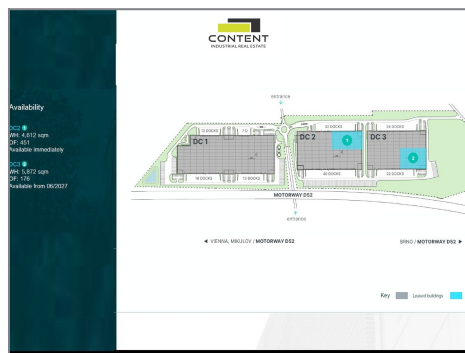 CONTENT
INDUSTRIAL REAL ESTATE
Availability
DC2 1
WH: 4,612 sqm
OF: 451
Available immediately
DC3 2
WH: 5,872 sqm
OF: 176
Available from 06/2027
entrance
DC 1
DC 2
DC 3
1
2
MOTORWAY D52
entrance
◄ VIENNA, MIKULOV / MOTORWAY D52
BRNO / MOTORWAY D52 ►
Key
Leased buildings